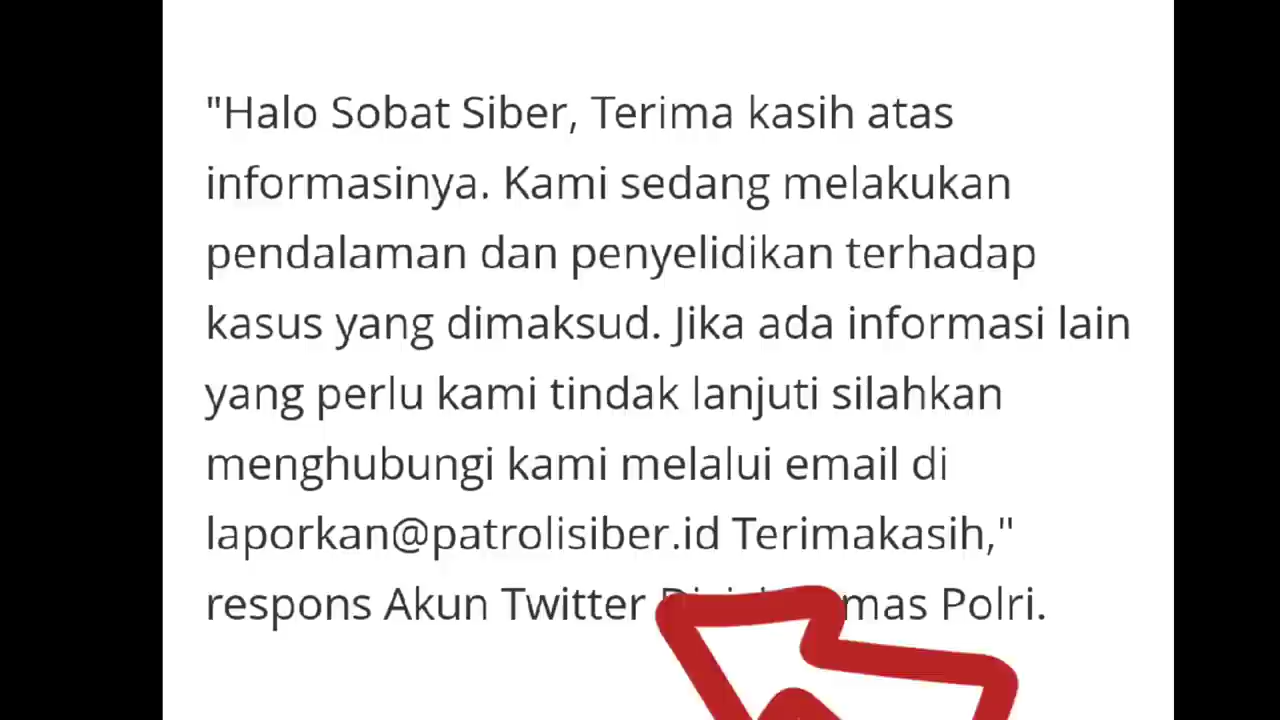 "Halo Sobat Siber, Terima kasih atas
informasinya. Kami sedang melakukan
pendalaman dan penyelidikan terhadap
kasus yang dimaksud. Jika ada informasi lain
yang perlu kami tindak lanjuti silahkan
menghubungi kami melalui email di
laporkan@patrolisiber.id Terimakasih,"
respons Akun Twitter Polri.